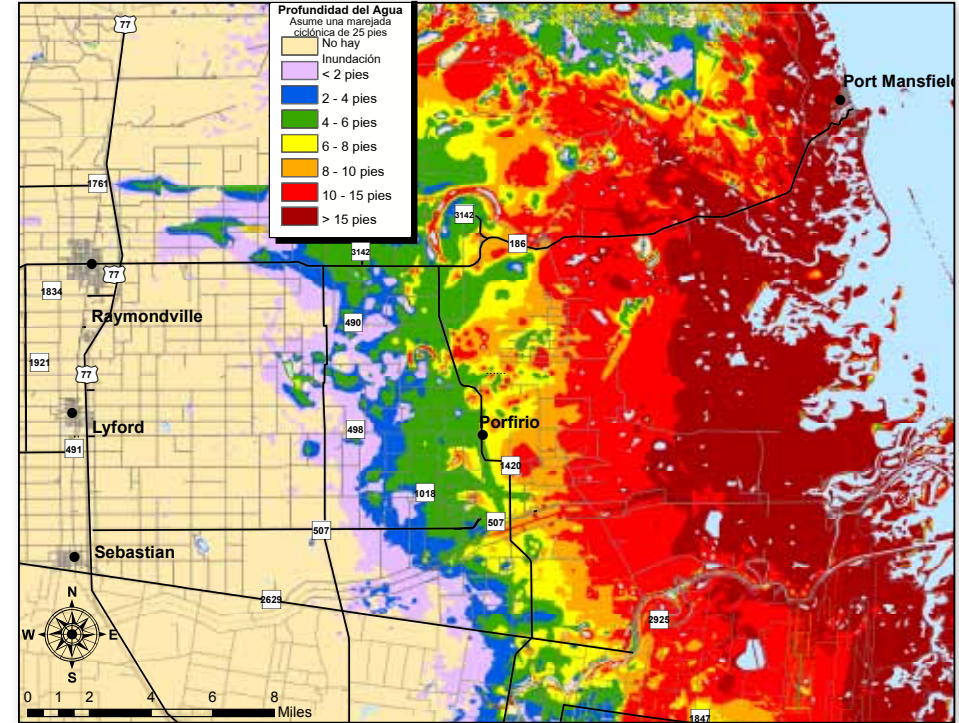 Profundidad del Agua
Asume una marejada
ciclónica de 25 pies
No hay
Inundación
< 2 pies
2 - 4 pies
4 - 6 pies
6 - 8 pies
8 - 10 pies
10 - 15 pies
> 15 pies
77
Port Mansfield
1761
3142
186
3142
77
1834
Raymondville
490
1921
77
Lyford
Porfirio
498
491
1420
1018
507
507
Sebastian
2629
N
W E
S
2925
0 1 2 4 6 8
Miles
1847